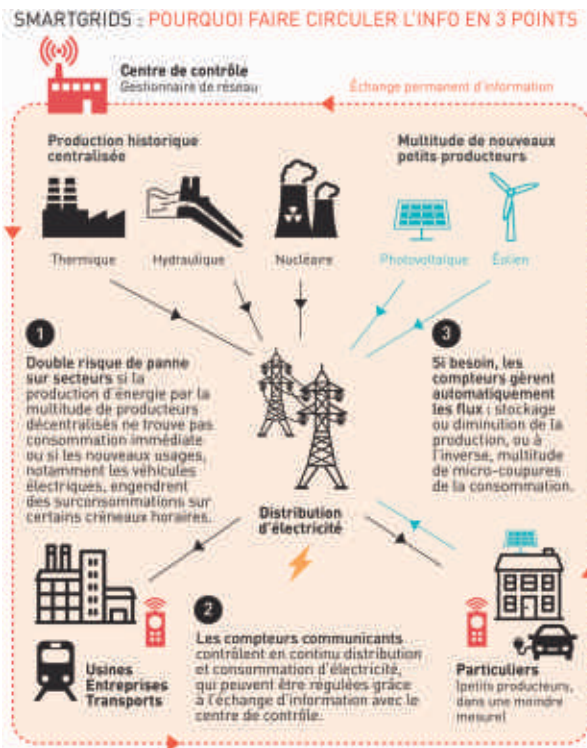 SMARTGRIDS : POURQUOI FAIRE CIRCULER L'INFO EN 3 POINTS
Centre de contrôle
Gestionnaire de réseau
Échange permanent d'information
Production historique
centralisée
Multitude de nouveaux
petits producteurs
Thermique
Hydraulique
Nucléaire
Photovoltaïque
Éolien
1
Double risque de panne
sur secteurs si la
production d'énergie par la
multitude de producteurs
décentralisés ne trouve pas
consommation immédiate
ou si les nouveaux usages,
notamment les véhicules
électriques, engendrent
des surconsommations sur
certains créneaux horaires.
3
Si besoin, les
compteurs gèrent
automatiquement
les flux : stockage
ou diminution de la
production, ou à
l'inverse, multitude
de micro-coupures
de la consommation.
Distribution
d'électricité
2
Les compteurs communicants
contrôlent en continu distribution
et consommation d'électricité,
qui peuvent être régulées grâce
à l'échange d'information avec le
centre de contrôle.
Usines
Entreprises
Transports
Particuliers
(petits producteurs,
dans une moindre
mesure)